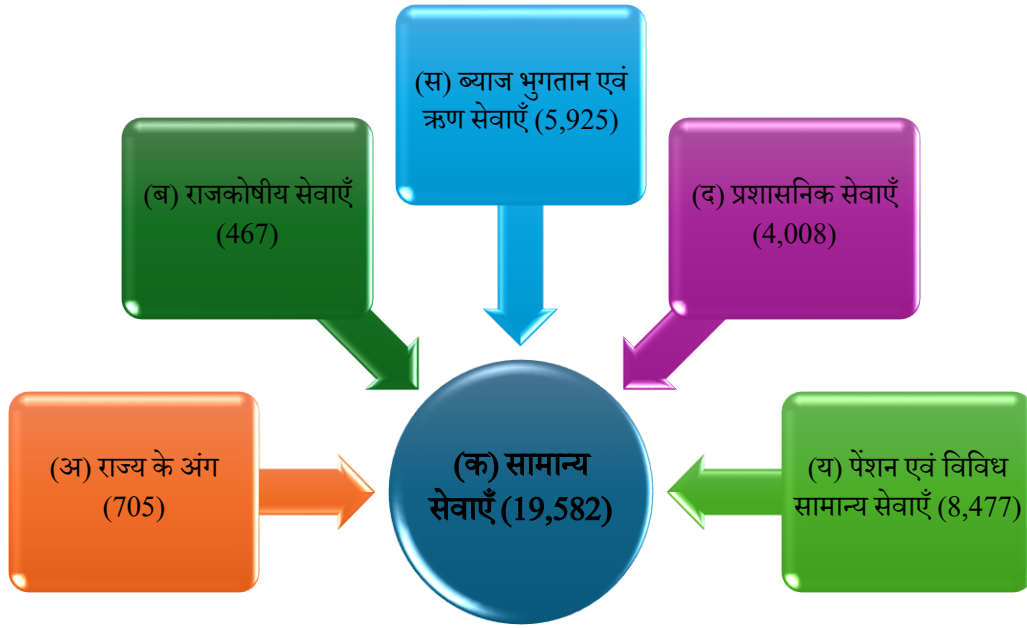 (स) ब्याज भुगतान एवं
ऋण सेवाएँ (5,925)
(ब) राजकोषीय सेवाएँ
(467)
(द) प्रशासनिक सेवाएँ
(4,008)
(अ) राज्य के अंग
(705)
(क) सामान्य
सेवाएँ (19,582)
(य) पेंशन एवं विविध
सामान्य सेवाएँ (8,477)